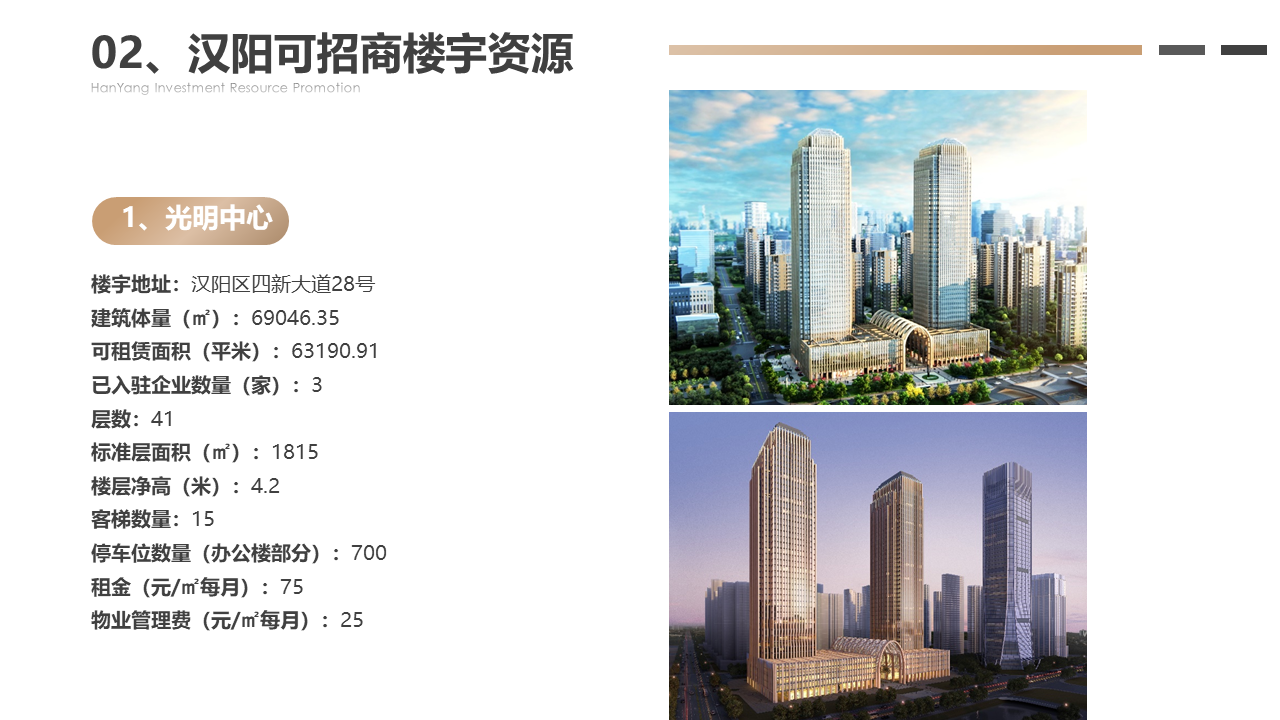 02、汉阳可招商楼宇资源
HanYang Investment Resource Promotion
1、光明中心
楼宇地址：汉阳区四新大道28号
建筑体量（㎡）：69046.35
可租赁面积（平米）：63190.91
已入驻企业数量（家）：3
层数：41
标准层面积（㎡）：1815
楼层净高（米）：4.2
客梯数量：15
停车位数量（办公楼部分）：700
租金（元/㎡每月）：75
物业管理费（元/㎡每月）：25